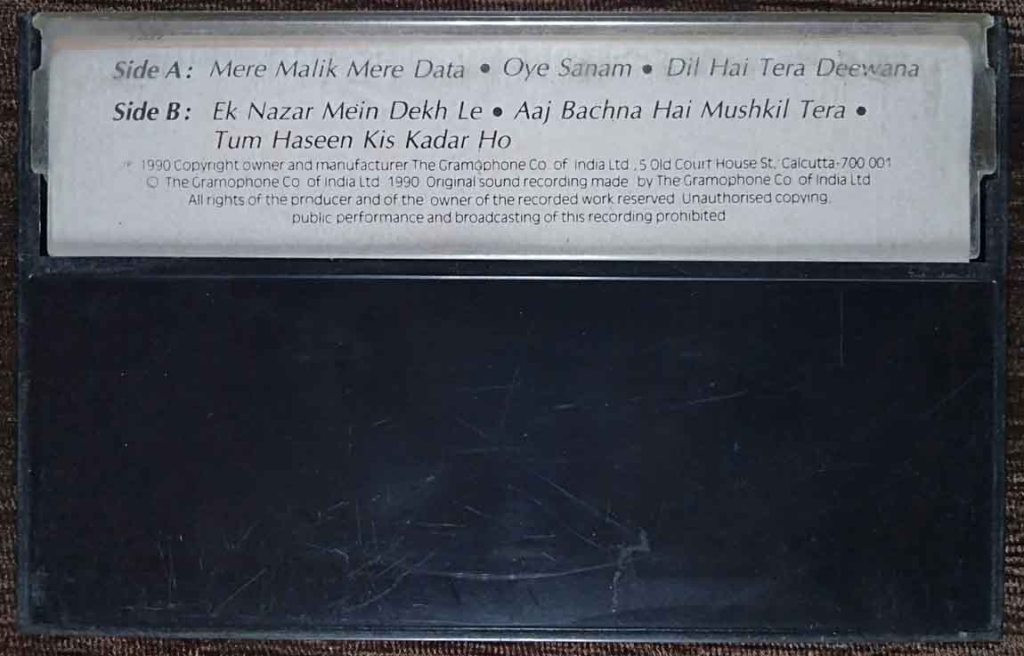 Side A: Mere Malik Mere Data • Oye Sanam • Dil Hai Tera Deewana
Side B: Ek Nazar Mein Dekh Le • Aaj Bachna Hai Mushkil Tera •
Tum Haseen Kis Kadar Ho
℗ 1990 Copyright owner and manufacturer The Gramophone Co. of India Ltd., 5 Old Court House St. Calcutta-700 001
© The Gramophone Co. of India Ltd. 1990 Original sound recording made by The Gramophone Co. of India Ltd.
All rights of the producer and of the owner of the recorded work reserved. Unauthorised copying,
public performance and broadcasting of this recording prohibited